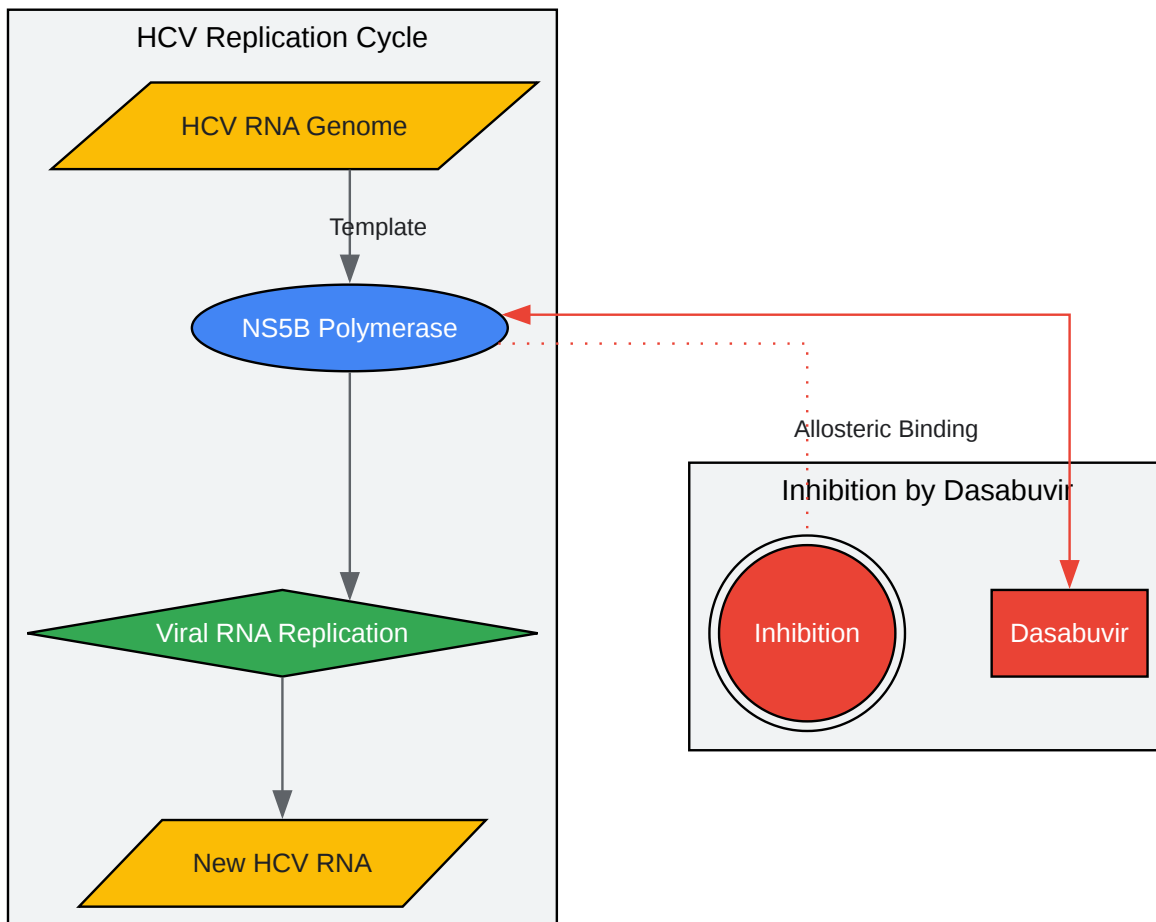 HCV Replication Cycle
HCV RNA Genome
Template
NS5B Polymerase
Allosteric Binding
Inhibition by Dasabuvir
Viral RNA Replication
Inhibition
Dasabuvir
New HCV RNA